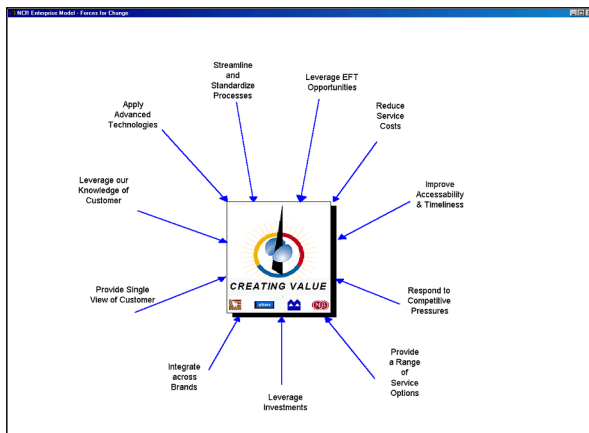 NCR Enterprise Model - Forces for Change
Streamline
and
Standardize
Processes
Leverage EFT
Opportunities
Apply
Advanced
Technologies
Reduce
Service
Costs
Leverage our
Knowledge of
Customer
Improve
Accessability
& Timeliness
CREATING VALUE
Provide Single
View of Customer
Respond to
Competitive
Pressures
Integrate
across
Brands
Leverage
Investments
Provide
a Range
of
Service
Options